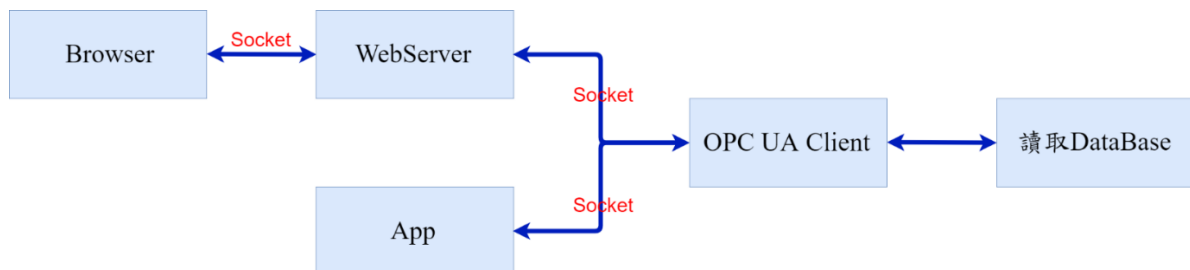 Browser
Socket
WebServer
Socket
OPC UA Client
讀取DataBase
Socket
App